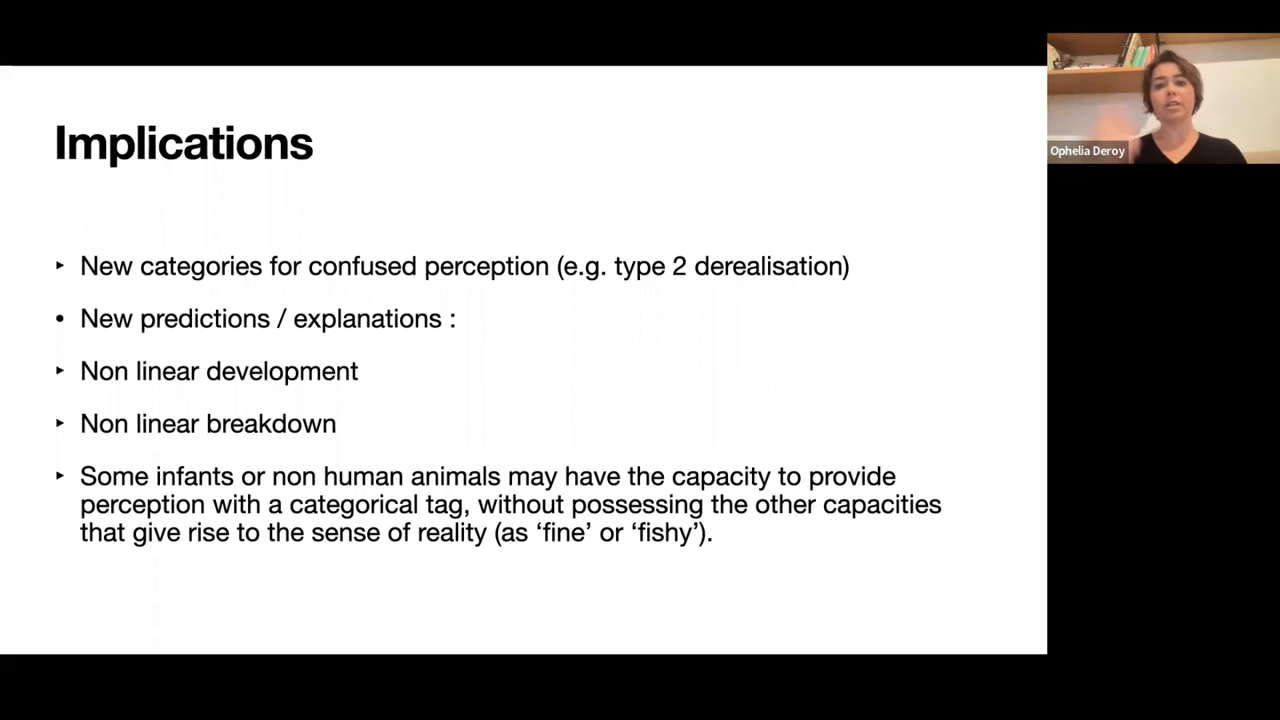 Implications
Ophelia Deroy
‣ New categories for confused perception (e.g. type 2 derealisation)
• New predictions / explanations :
‣ Non linear development
‣ Non linear breakdown
‣ Some infants or non human animals may have the capacity to provide
perception with a categorical tag, without possessing the other capacities
that give rise to the sense of reality (as ‘fine’ or ‘fishy’).